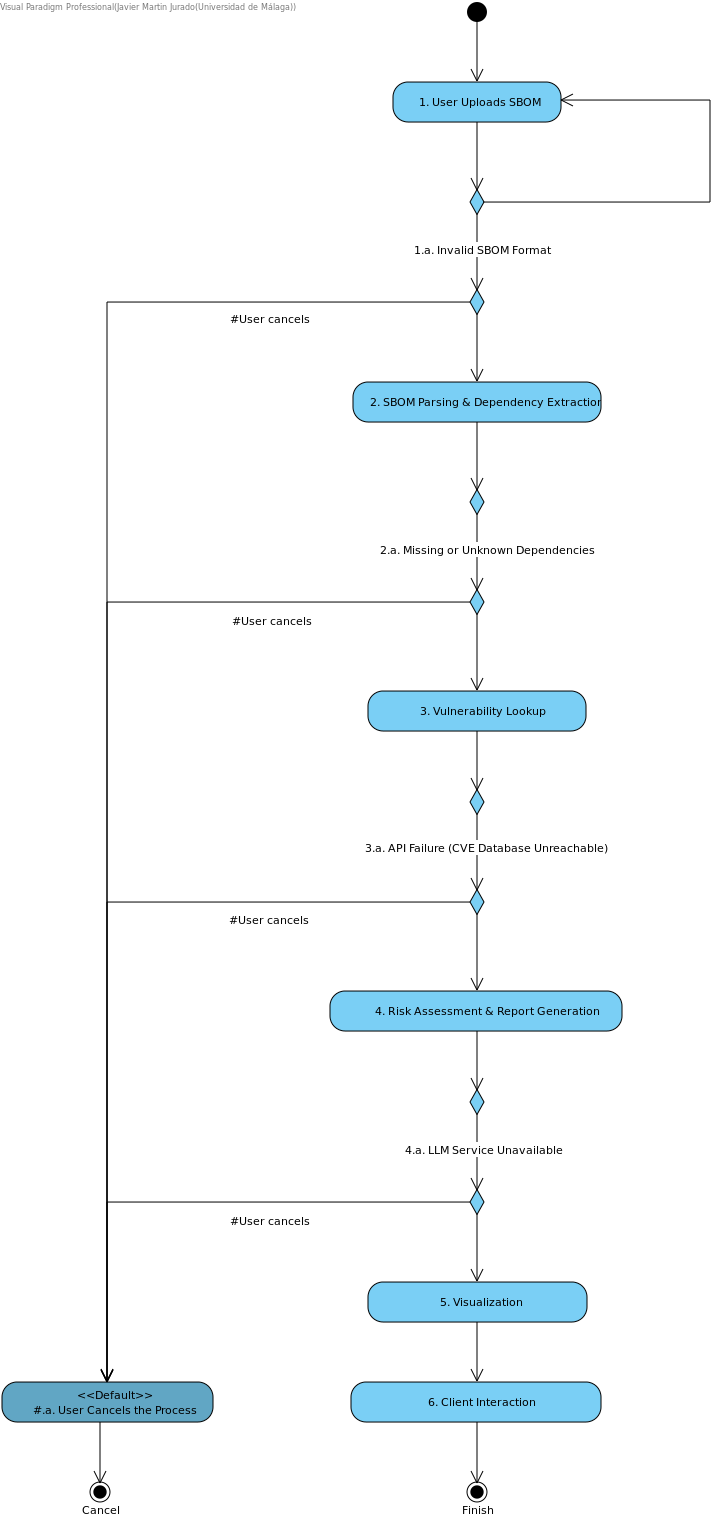 Visual Paradigm Professional(Javier Martin Jurado(Universidad de Málaga))
1. User Uploads SBOM
1.a. Invalid SBOM Format
#User cancels
2. SBOM Parsing & Dependency Extraction
2.a. Missing or Unknown Dependencies
#User cancels
3. Vulnerability Lookup
3.a. API Failure (CVE Database Unreachable)
#User cancels
4. Risk Assessment & Report Generation
4.a. LLM Service Unavailable
#User cancels
5. Visualization
<<Default>>
#.a. User Cancels the Process
6. Client Interaction
Cancel
Finish